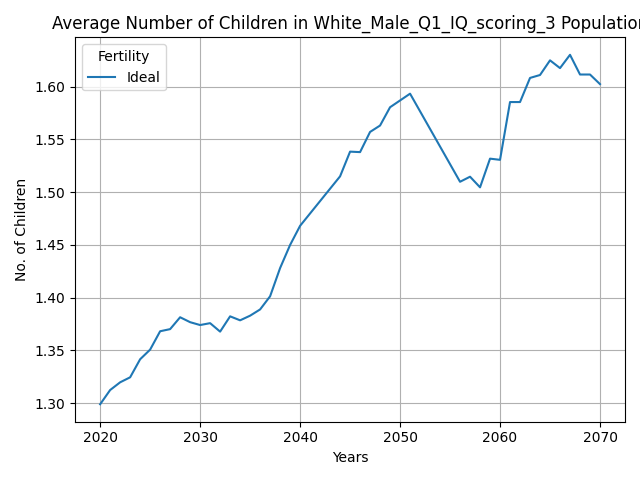 Average Number of Children in White_Male_Q1_IQ_scoring_3 Population
Fertility
Ideal
No. of Children
1.60
1.55
1.50
1.45
1.40
1.35
1.30
2020 2030 2040 2050 2060 2070
Years